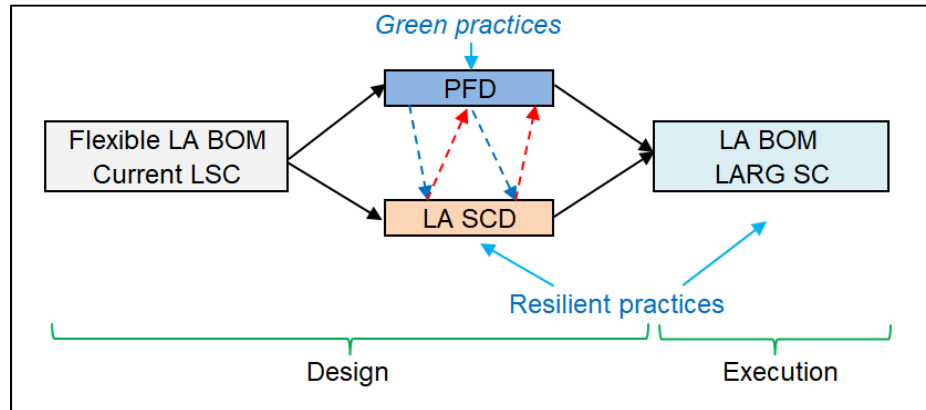 Green practices
PFD
Flexible LA BOM
Current LSC
LA BOM
LARG SC
LA SCD
Resilient practices
Design
Execution